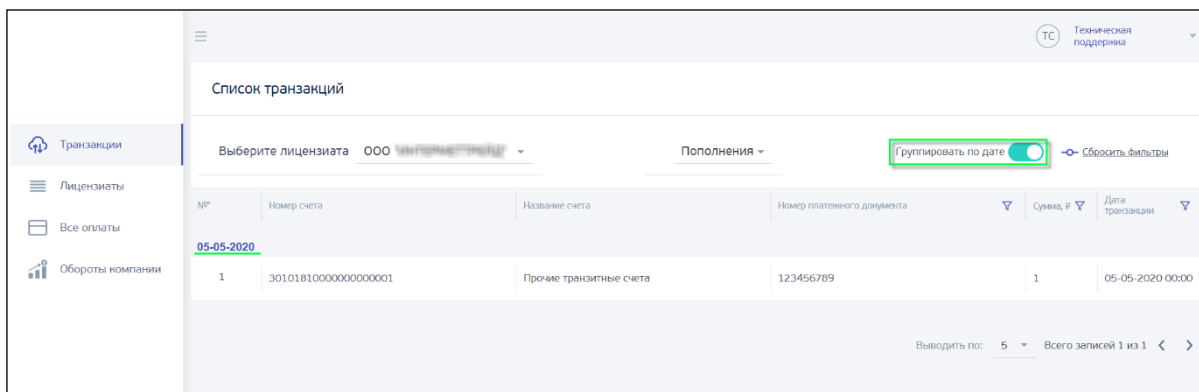 ТС
Техническая
поддержка
Список транзакций
Транзакции
Лицензиаты
Все оплаты
Обороты компании
Выберите лицензиата ООО
Пополнения
Группировать по дате
Сбросить фильтры
№ Номер счета Название счета Номер платежного документа Сумма, ₽ Дата
транзакции
05-05-2020
1 30101810000000000001 Прочие транзитные счета 123456789 1 05-05-2020 00:00
Выводить по: 5 Всего записей 1 из 1